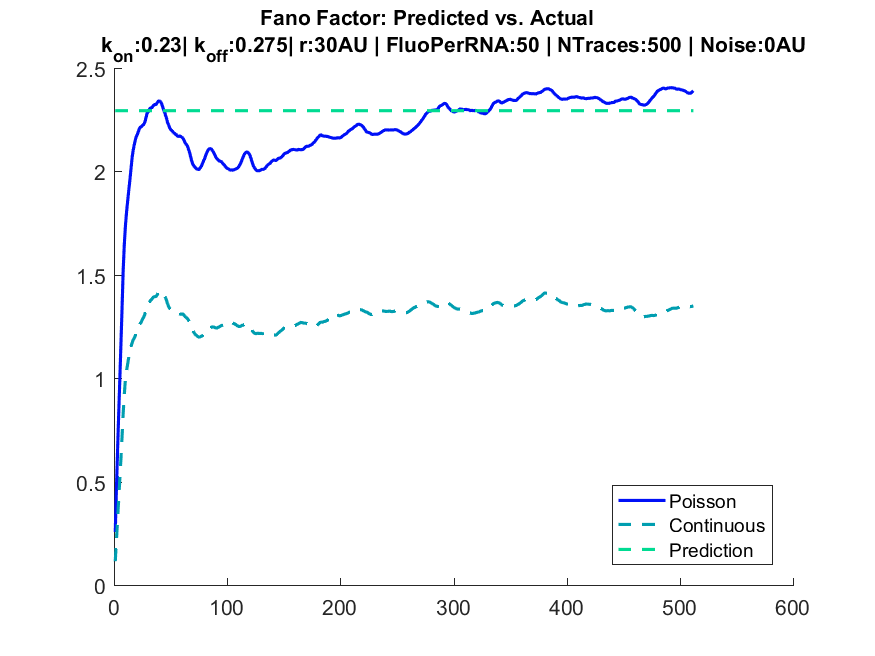 Fano Factor: Predicted vs. Actual
kon:0.23| koff:0.275| r:30AU | FluoPerRNA:50 | NTraces:500 | Noise:0AU
2.5
2
1.5
1
0.5
0
0 100 200 300 400 500 600
Poisson
Continuous
Prediction